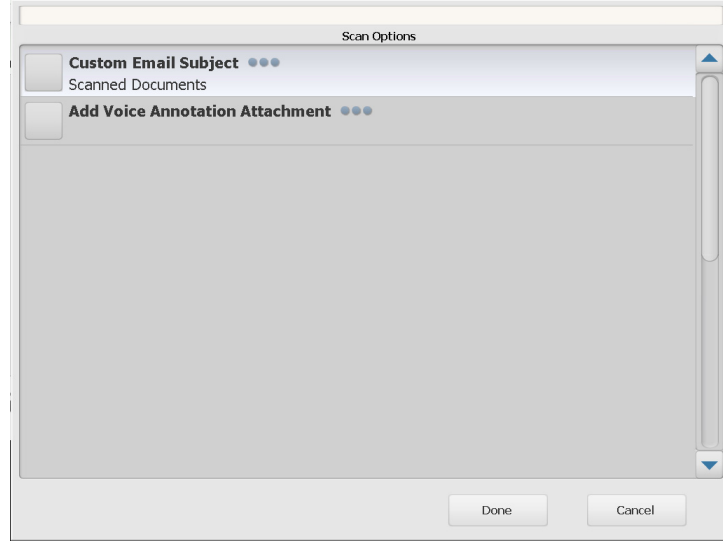 Scan Options
Custom Email Subject
Scanned Documents
Add Voice Annotation Attachment
Done
Cancel